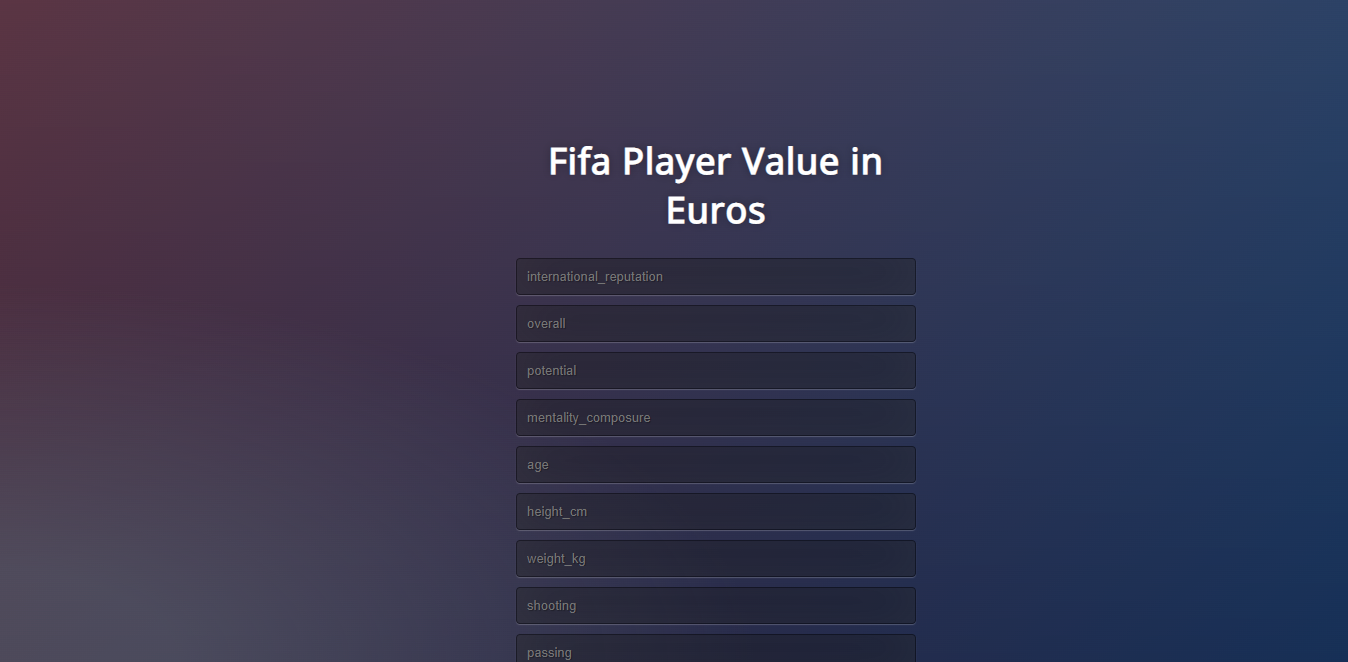 Fifa Player Value in
Euros
international_reputation
overall
potential
mentality_composure
age
height_cm
weight_kg
shooting
passing